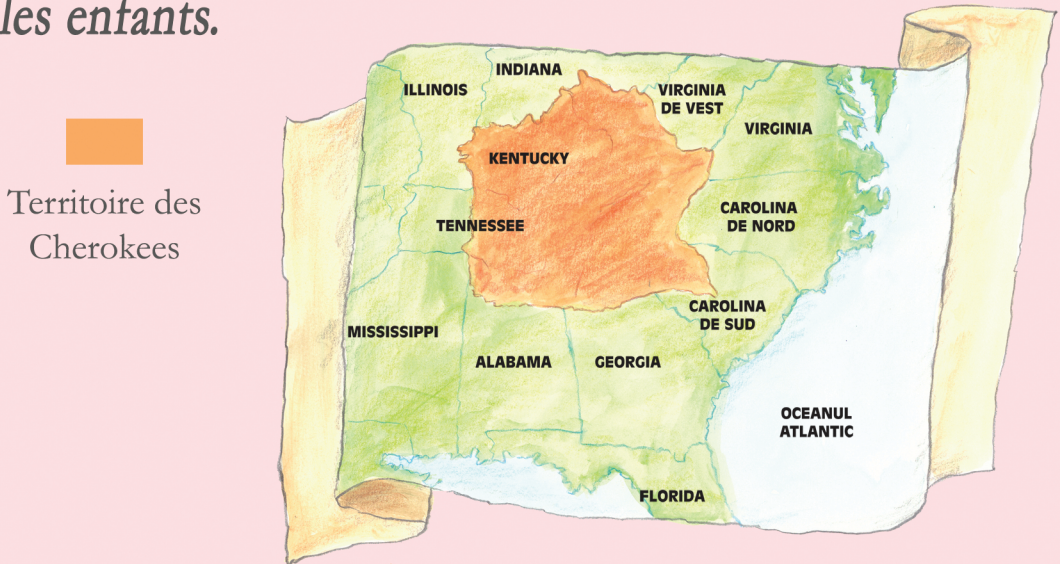 les enfants.
Territoire des
Cherokees
ILLINOIS
INDIANA
VIRGINIA
DE VEST
VIRGINIA
KENTUCKY
TENNESSEE
CAROLINA
DE NORD
CAROLINA
DE SUD
MISSISSIPPI
ALABAMA
GEORGIA
OCEANUL
ATLANTIC
FLORIDA